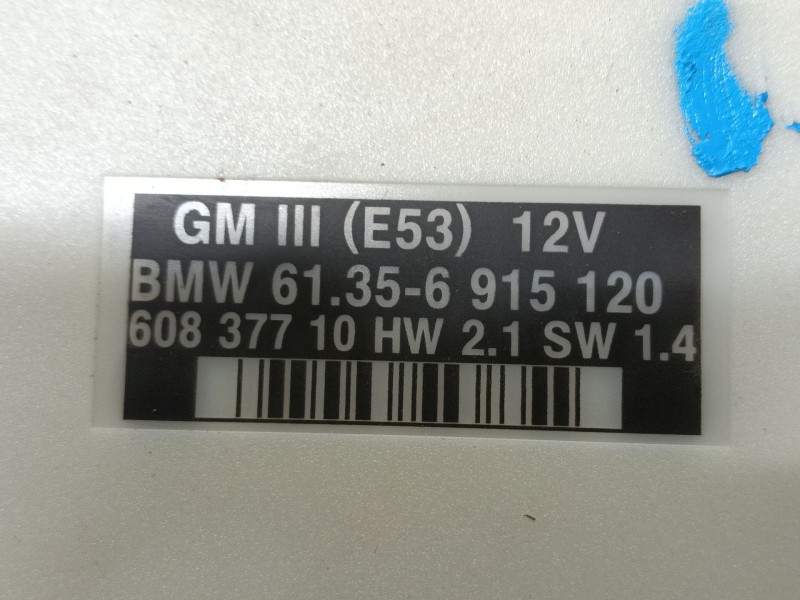 GM III (E53) 12V
BMW 61.35-6 915 120
608 377 10 HW 2.1 SW 1.4